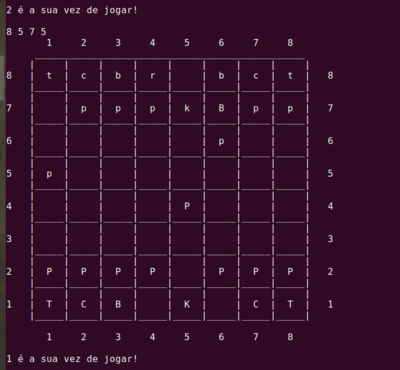 2 é a sua vez de jogar!
8 5 7 5
1 2 3 4 5 6 7 8
8 t c b r b c t 8
7 p p p k B p p 7
6 p 6
5 p 5
4 P 4
3 3
2 P P P P P P P 2
1 T C B K C T 1
1 2 3 4 5 6 7 8
1 é a sua vez de jogar!